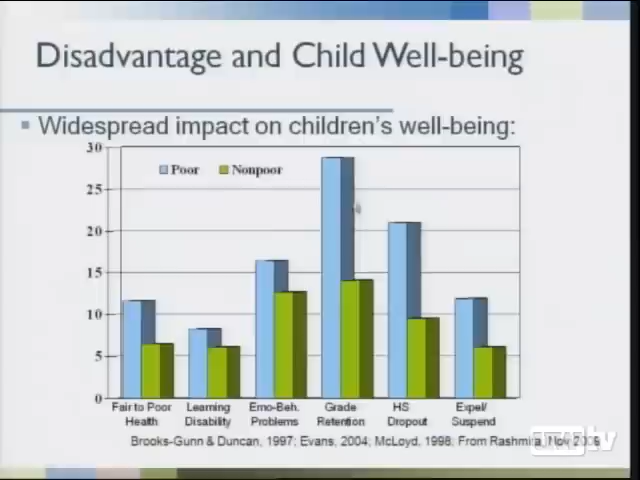 Disadvantage and Child Well-being
Widespread impact on children's well-being:
30
Poor Nonpoor
25
20
15
10
5
0
Fair to Poor Health
Learning Disability
Emo-Beh. Problems
Grade Retention
HS Dropout
Expel/ Suspend
Brooks-Gunn & Duncan, 1997; Evans, 2004; McLoyd, 1998; From Rashmira, Nov
tv